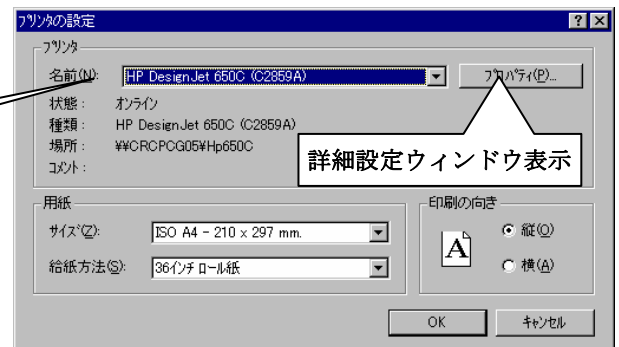 プリンタの設定
プリンタ
名前(N): HP DesignJet 650C (C2859A) プロパティ(P)...
状態： オンライン
種類： HP DesignJet 650C (C2859A)
場所： ¥¥CRCPCG05¥Hp650C
コメント：
詳細設定ウィンドウ表示
用紙
サイズ(Z): ISO A4 - 210 x 297 mm.
給紙方法(S): 36インチ ロール紙
印刷の向き
A
縦(O)
横(A)
OK キャンセル